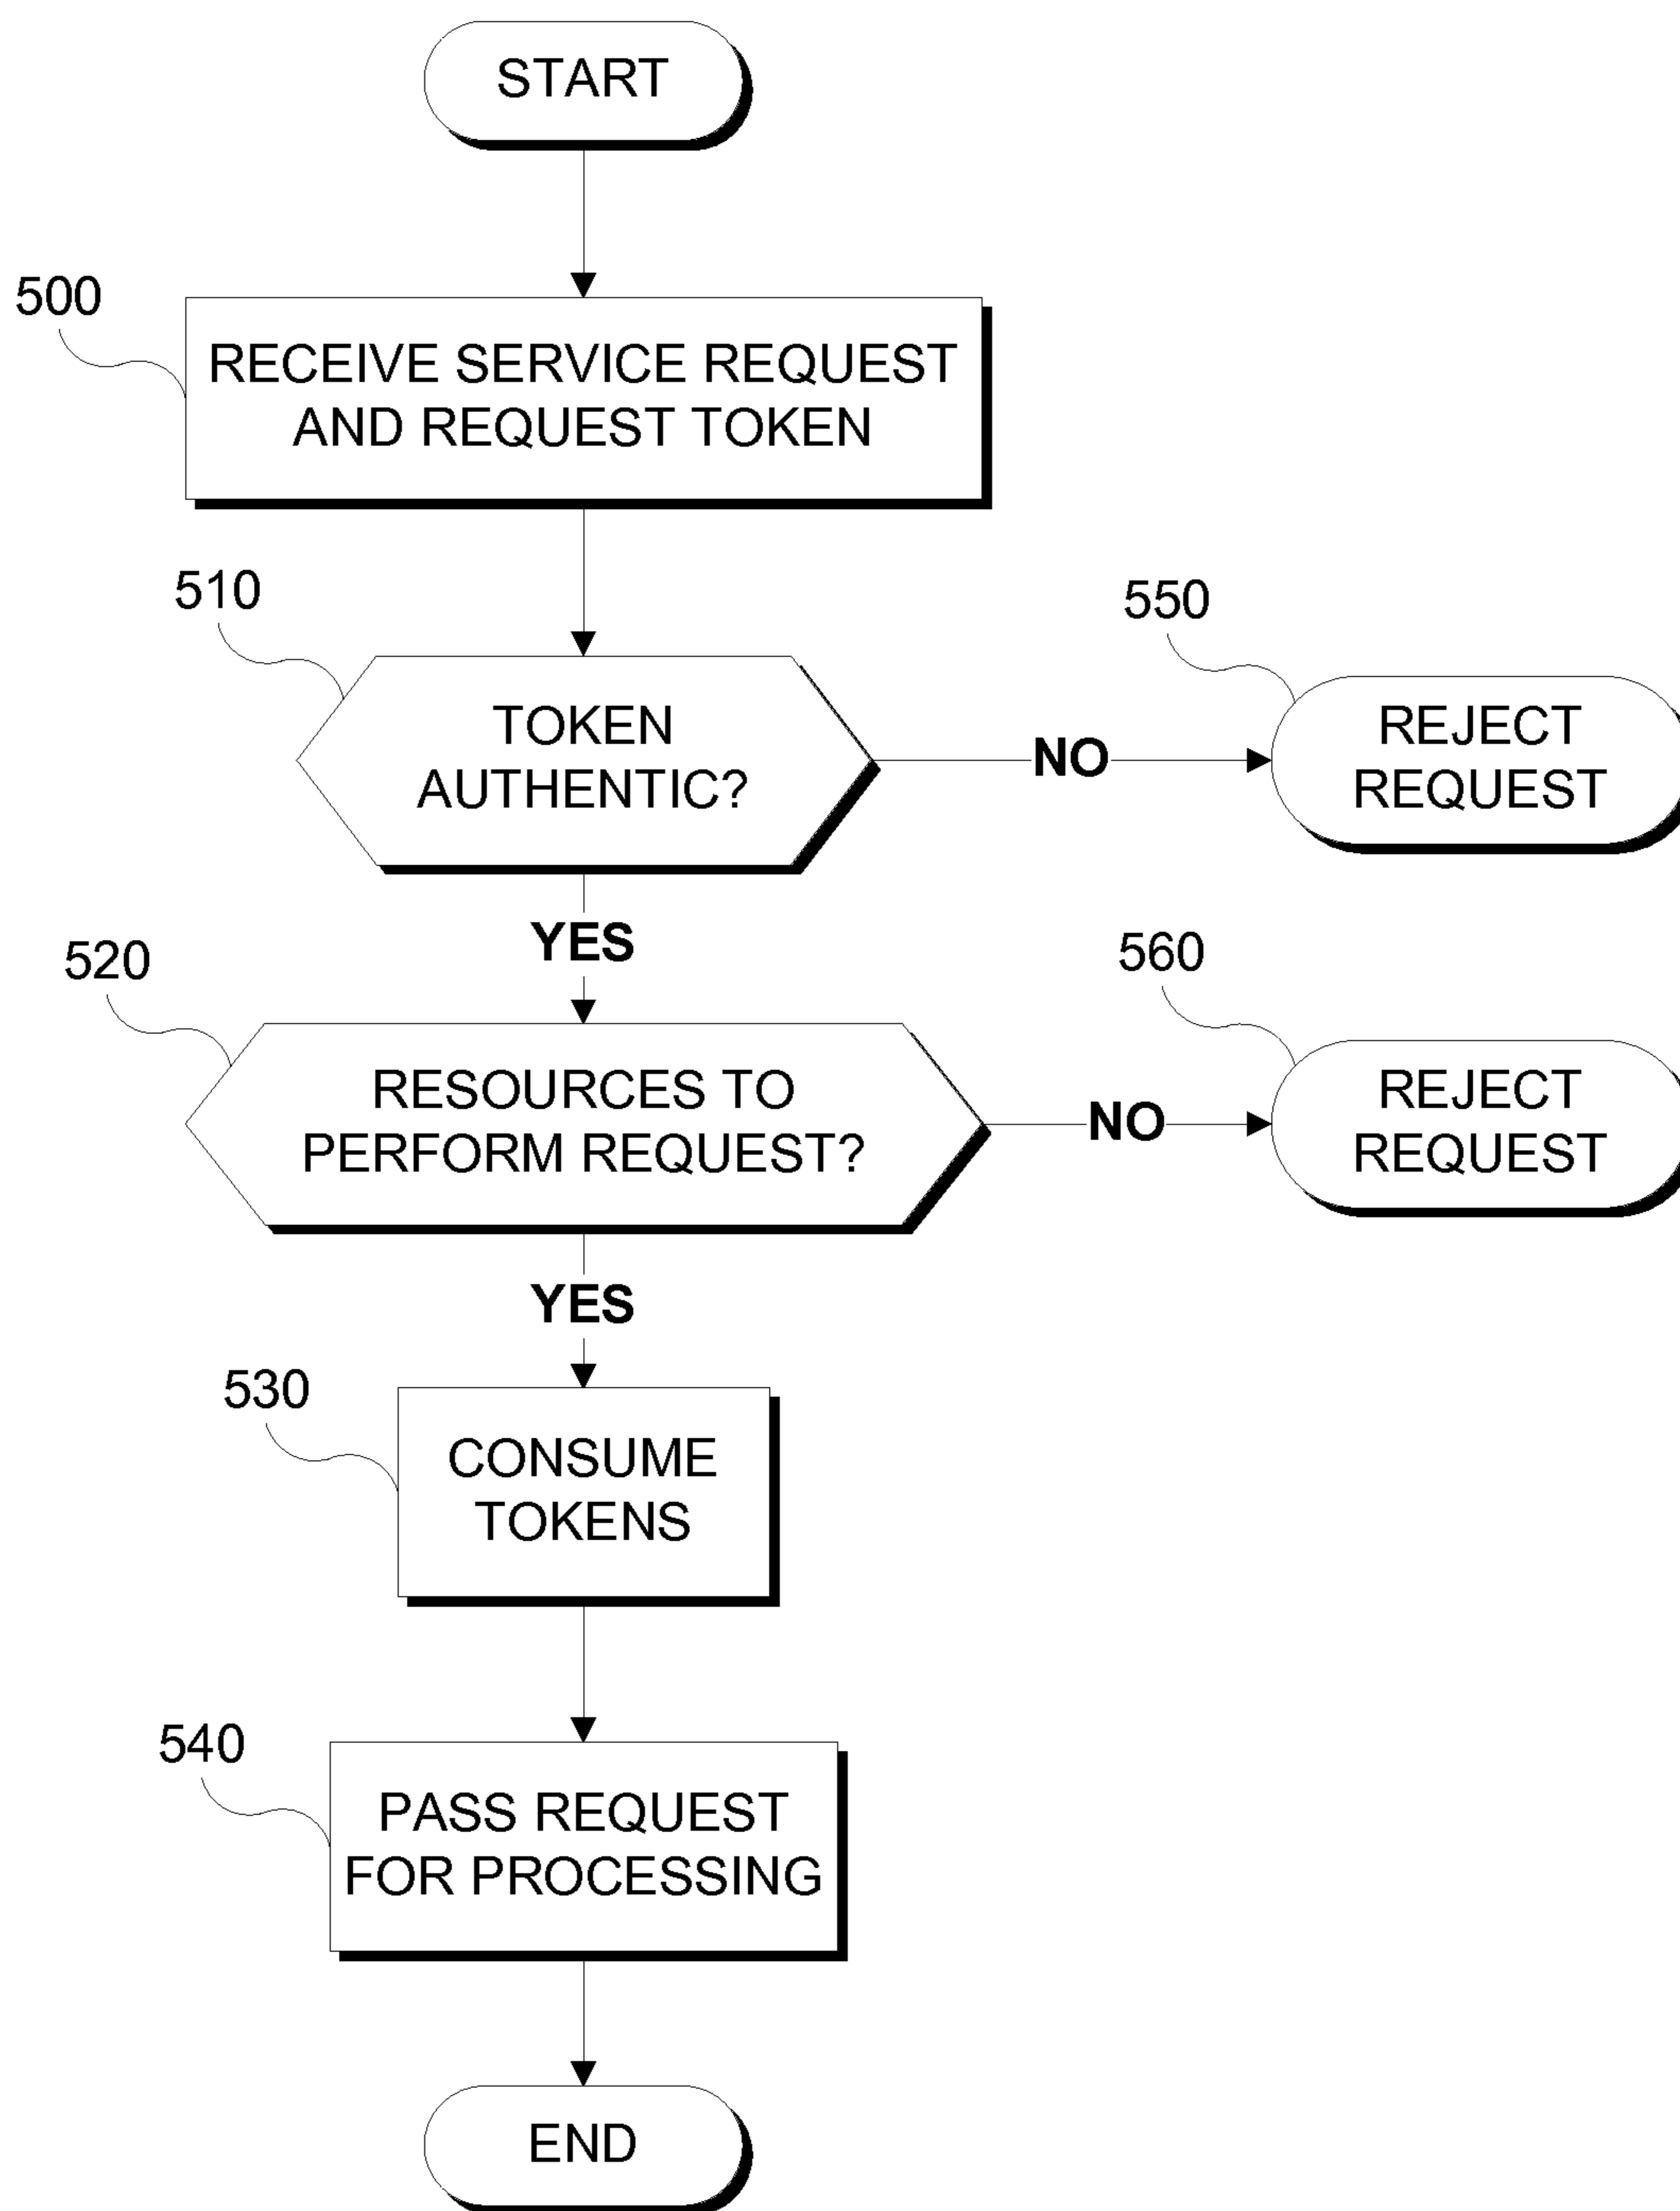 START
500
RECEIVE SERVICE REQUEST
AND REQUEST TOKEN
510
TOKEN
AUTHENTIC?
NO
550
REJECT
REQUEST
YES
520
RESOURCES TO
PERFORM REQUEST?
NO
560
REJECT
REQUEST
YES
530
CONSUME
TOKENS
540
PASS REQUEST
FOR PROCESSING
END